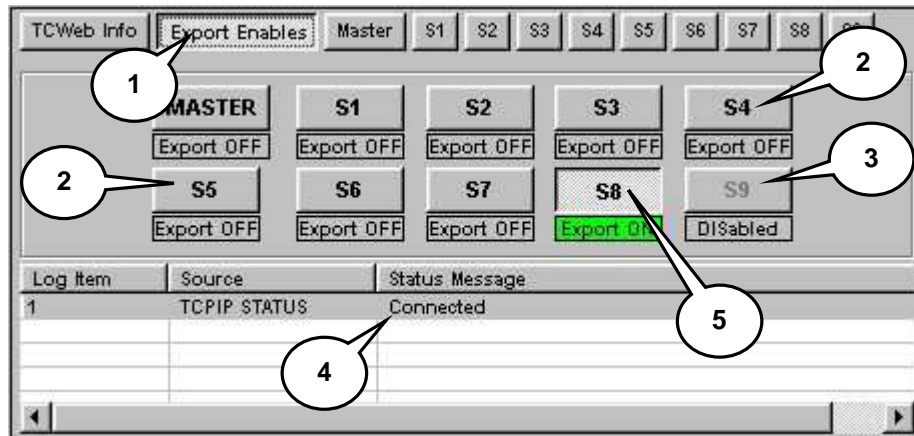 TCWeb Info Export Enables Master S1 S2 S3 S4 S5 S6 S7 S8
1
2
MASTER S1 S2 S3 S4
Export OFF Export OFF Export OFF Export OFF Export OFF
2
3
S5 S6 S7 S8 S9
Export OFF Export OFF Export OFF Export ON DISabled
Log Item Source Status Message
1 TCPIP STATUS Connected
5
4